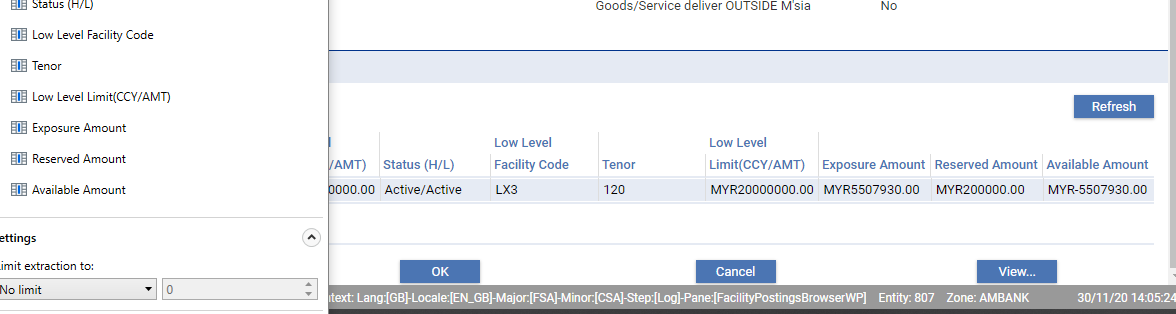 Status (H/L)
Low Level Facility Code
Tenor
Low Level Limit(CCY/AMT)
Exposure Amount
Reserved Amount
Available Amount
ettings
imit extraction to:
No limit 0
Goods/Service deliver OUTSIDE M'sia No
Refresh
Low Level Low Level
/AMT) Status (H/L) Facility Code Tenor Limit(CCY/AMT) Exposure Amount Reserved Amount Available Amount
0000.00 Active/Active LX3 120 MYR20000000.00 MYR5507930.00 MYR200000.00 MYR-5507930.00
OK Cancel View...
text: Lang:[GB]-Locale:[EN_GB]-Major:[FSA]-Minor:[CSA]-Step:[Log]-Pane:[FacilityPostingsBrowserWP] Entity: 807 Zone: AMBANK 30/11/20 14:05:24